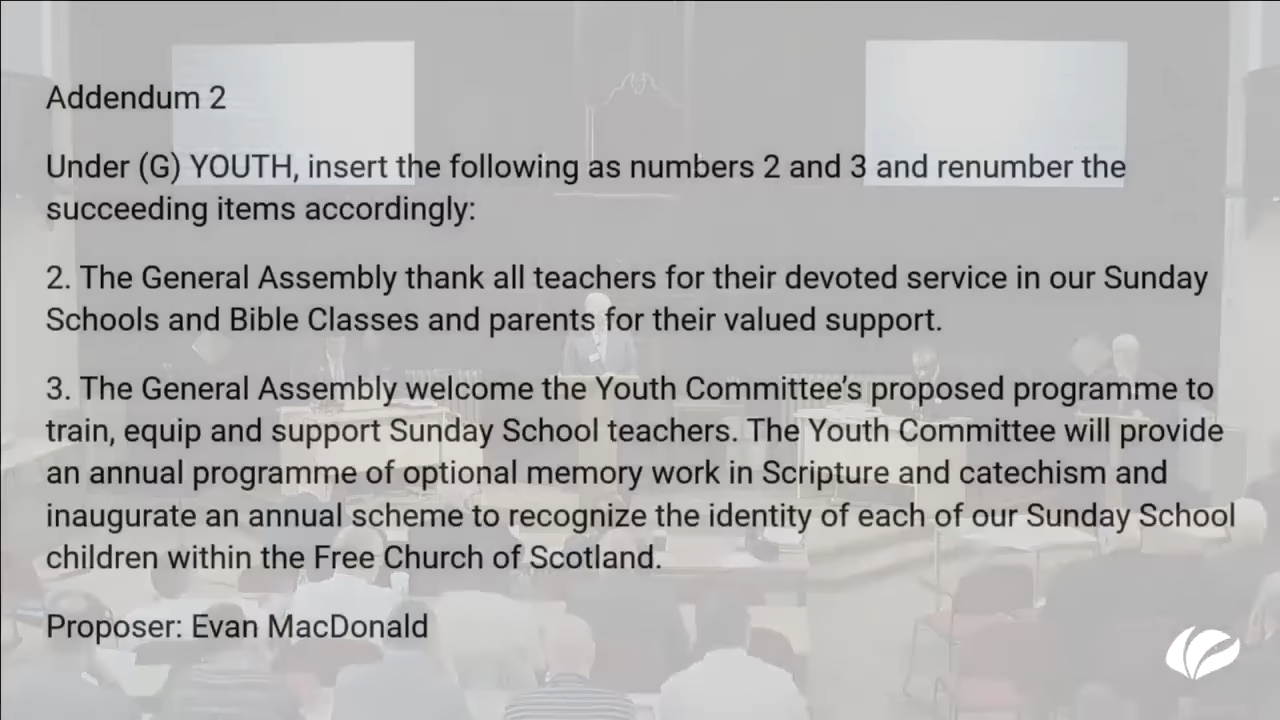 Addendum 2
Under (G) YOUTH, insert the following as numbers 2 and 3 and renumber the
succeeding items accordingly:
2. The General Assembly thank all teachers for their devoted service in our Sunday
Schools and Bible Classes and parents for their valued support.
3. The General Assembly welcome the Youth Committee’s proposed programme to
train, equip and support Sunday School teachers. The Youth Committee will provide
an annual programme of optional memory work in Scripture and catechism and
inaugurate an annual scheme to recognize the identity of each of our Sunday School
children within the Free Church of Scotland.
Proposer: Evan MacDonald